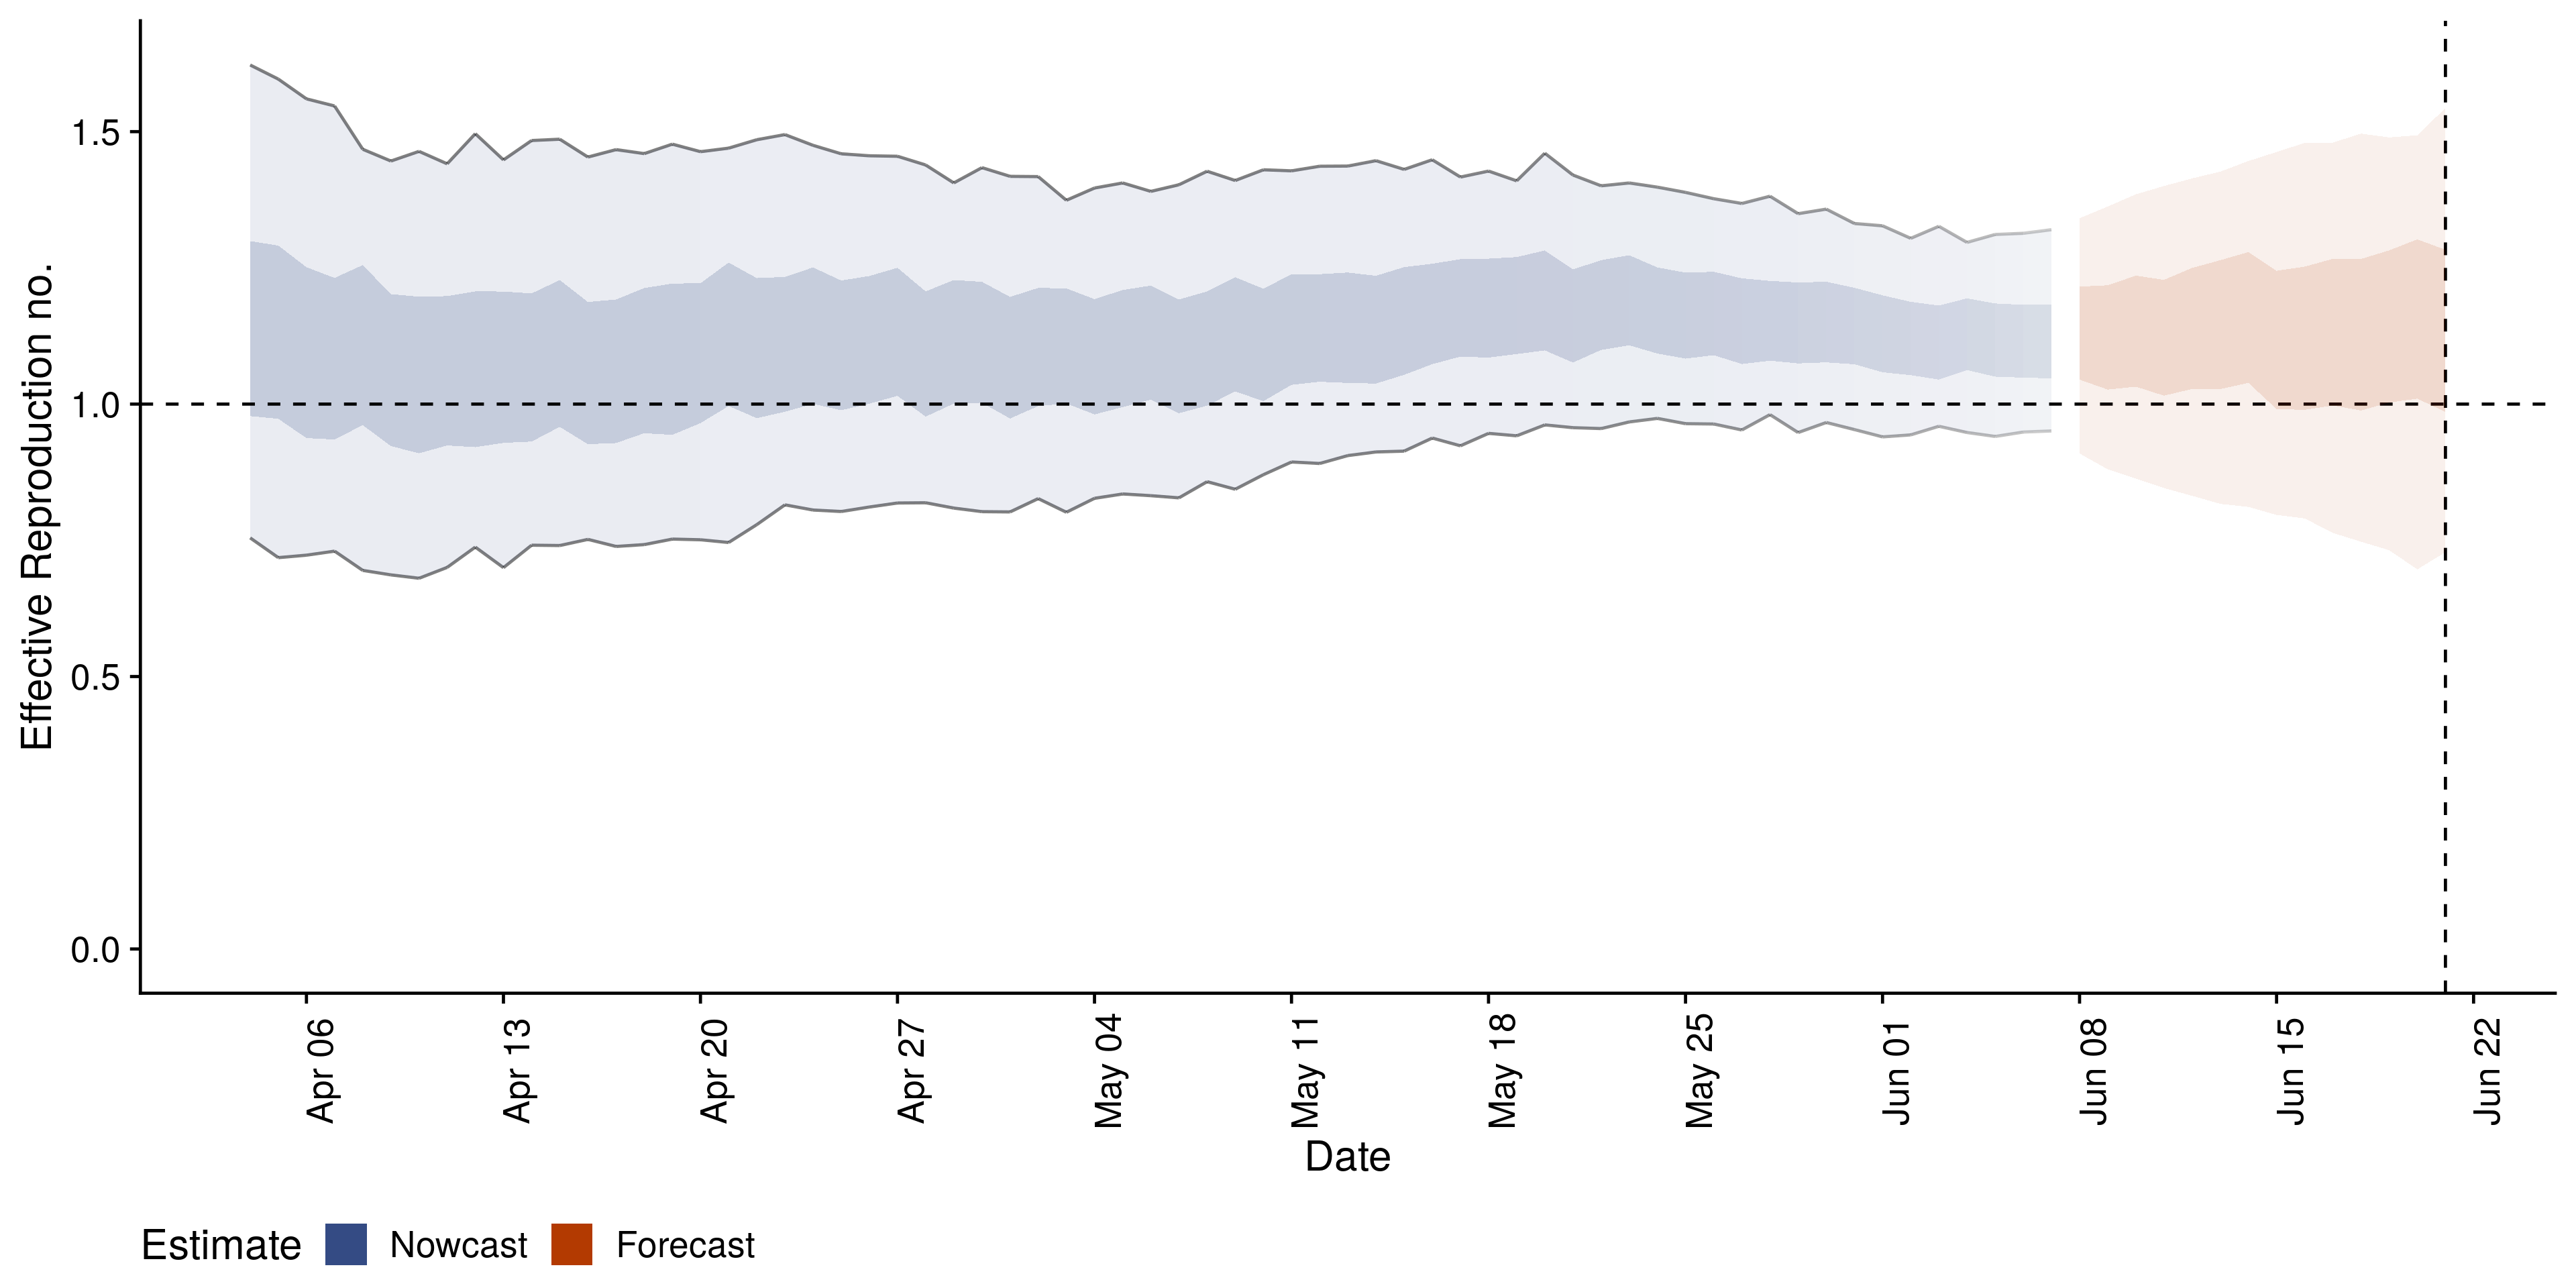 Effective Reproduction no.
1.5
1.0
0.5
0.0
Apr 06
Apr 13
Apr 20
Apr 27
May 04
May 11
May 18
May 25
Jun 01
Jun 08
Jun 15
Jun 22
Date
Estimate Nowcast Forecast